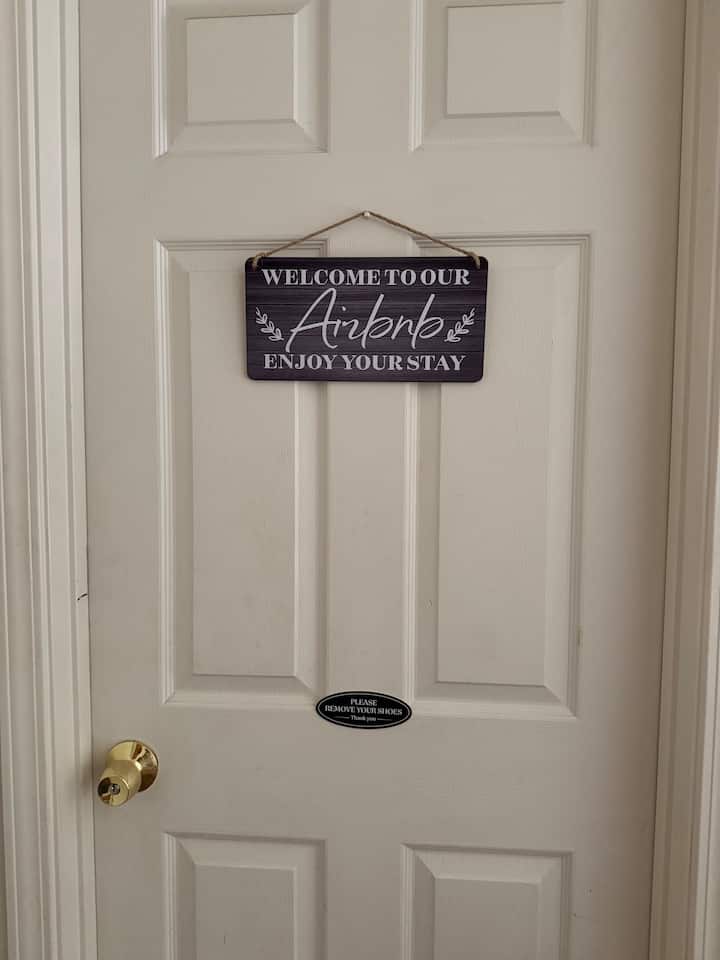 WELCOME TO OUR
Airbnb
ENJOY YOUR STAY
PLEASE
REMOVE YOUR SHOES
Thank you